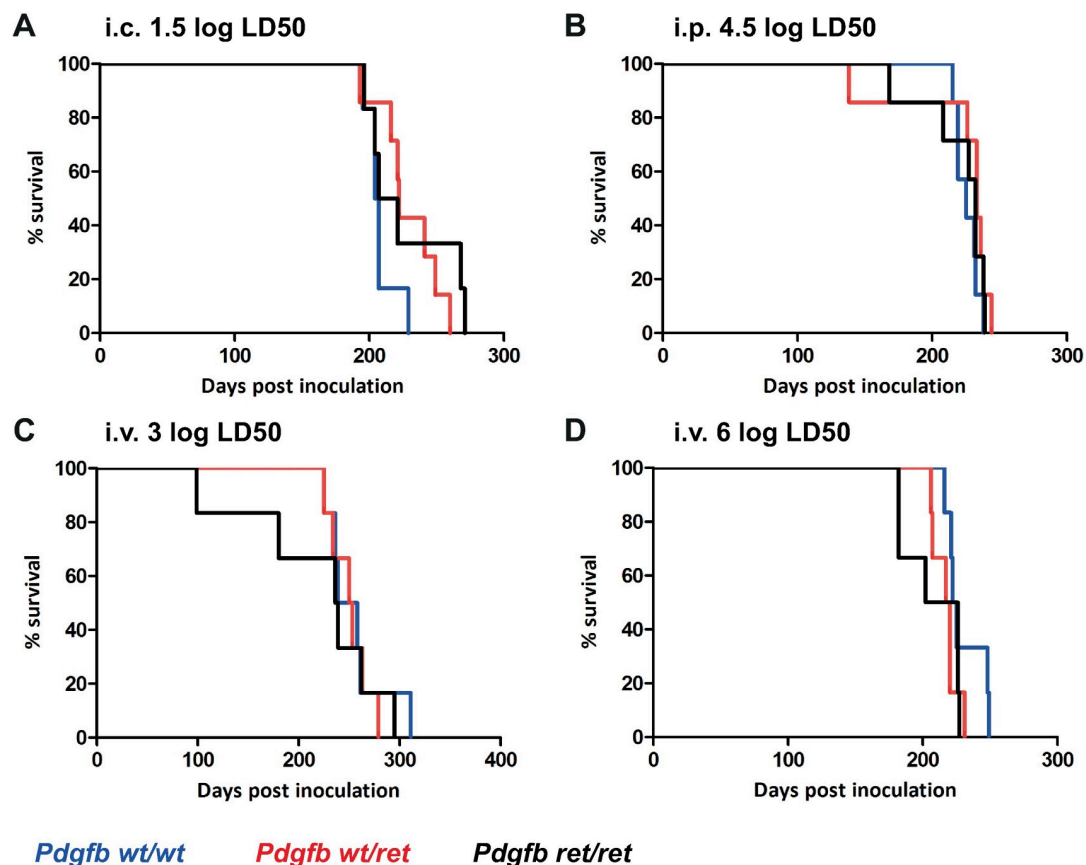 A i.c. 1.5 log LD50
100
80
60
40
20
0
% survival
0 100 200 300
Days post inoculation
B i.p. 4.5 log LD50
100
80
60
40
20
0
% survival
0 100 200 300
Days post inoculation
C i.v. 3 log LD50
100
80
60
40
20
0
% survival
0 100 200 300 400
Days post inoculation
D i.v. 6 log LD50
100
80
60
40
20
0
% survival
0 100 200 300
Days post inoculation
Pdgfb wt/wt Pdgfb wt/ret Pdgfb ret/ret